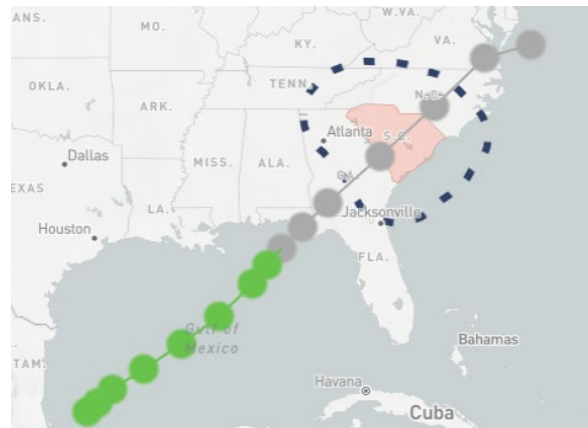 ANS.
MO.
KY.
W.VA.
VA.
OKLA.
TENN.
N.C.
ARK.
Atlanta
S.C.
Dallas
MISS.
ALA.
GA.
EXAS
LA.
Jacksonville
Houston
FLA.
Gulf of
Mexico
Bahamas
TAM.
Havana
Cuba